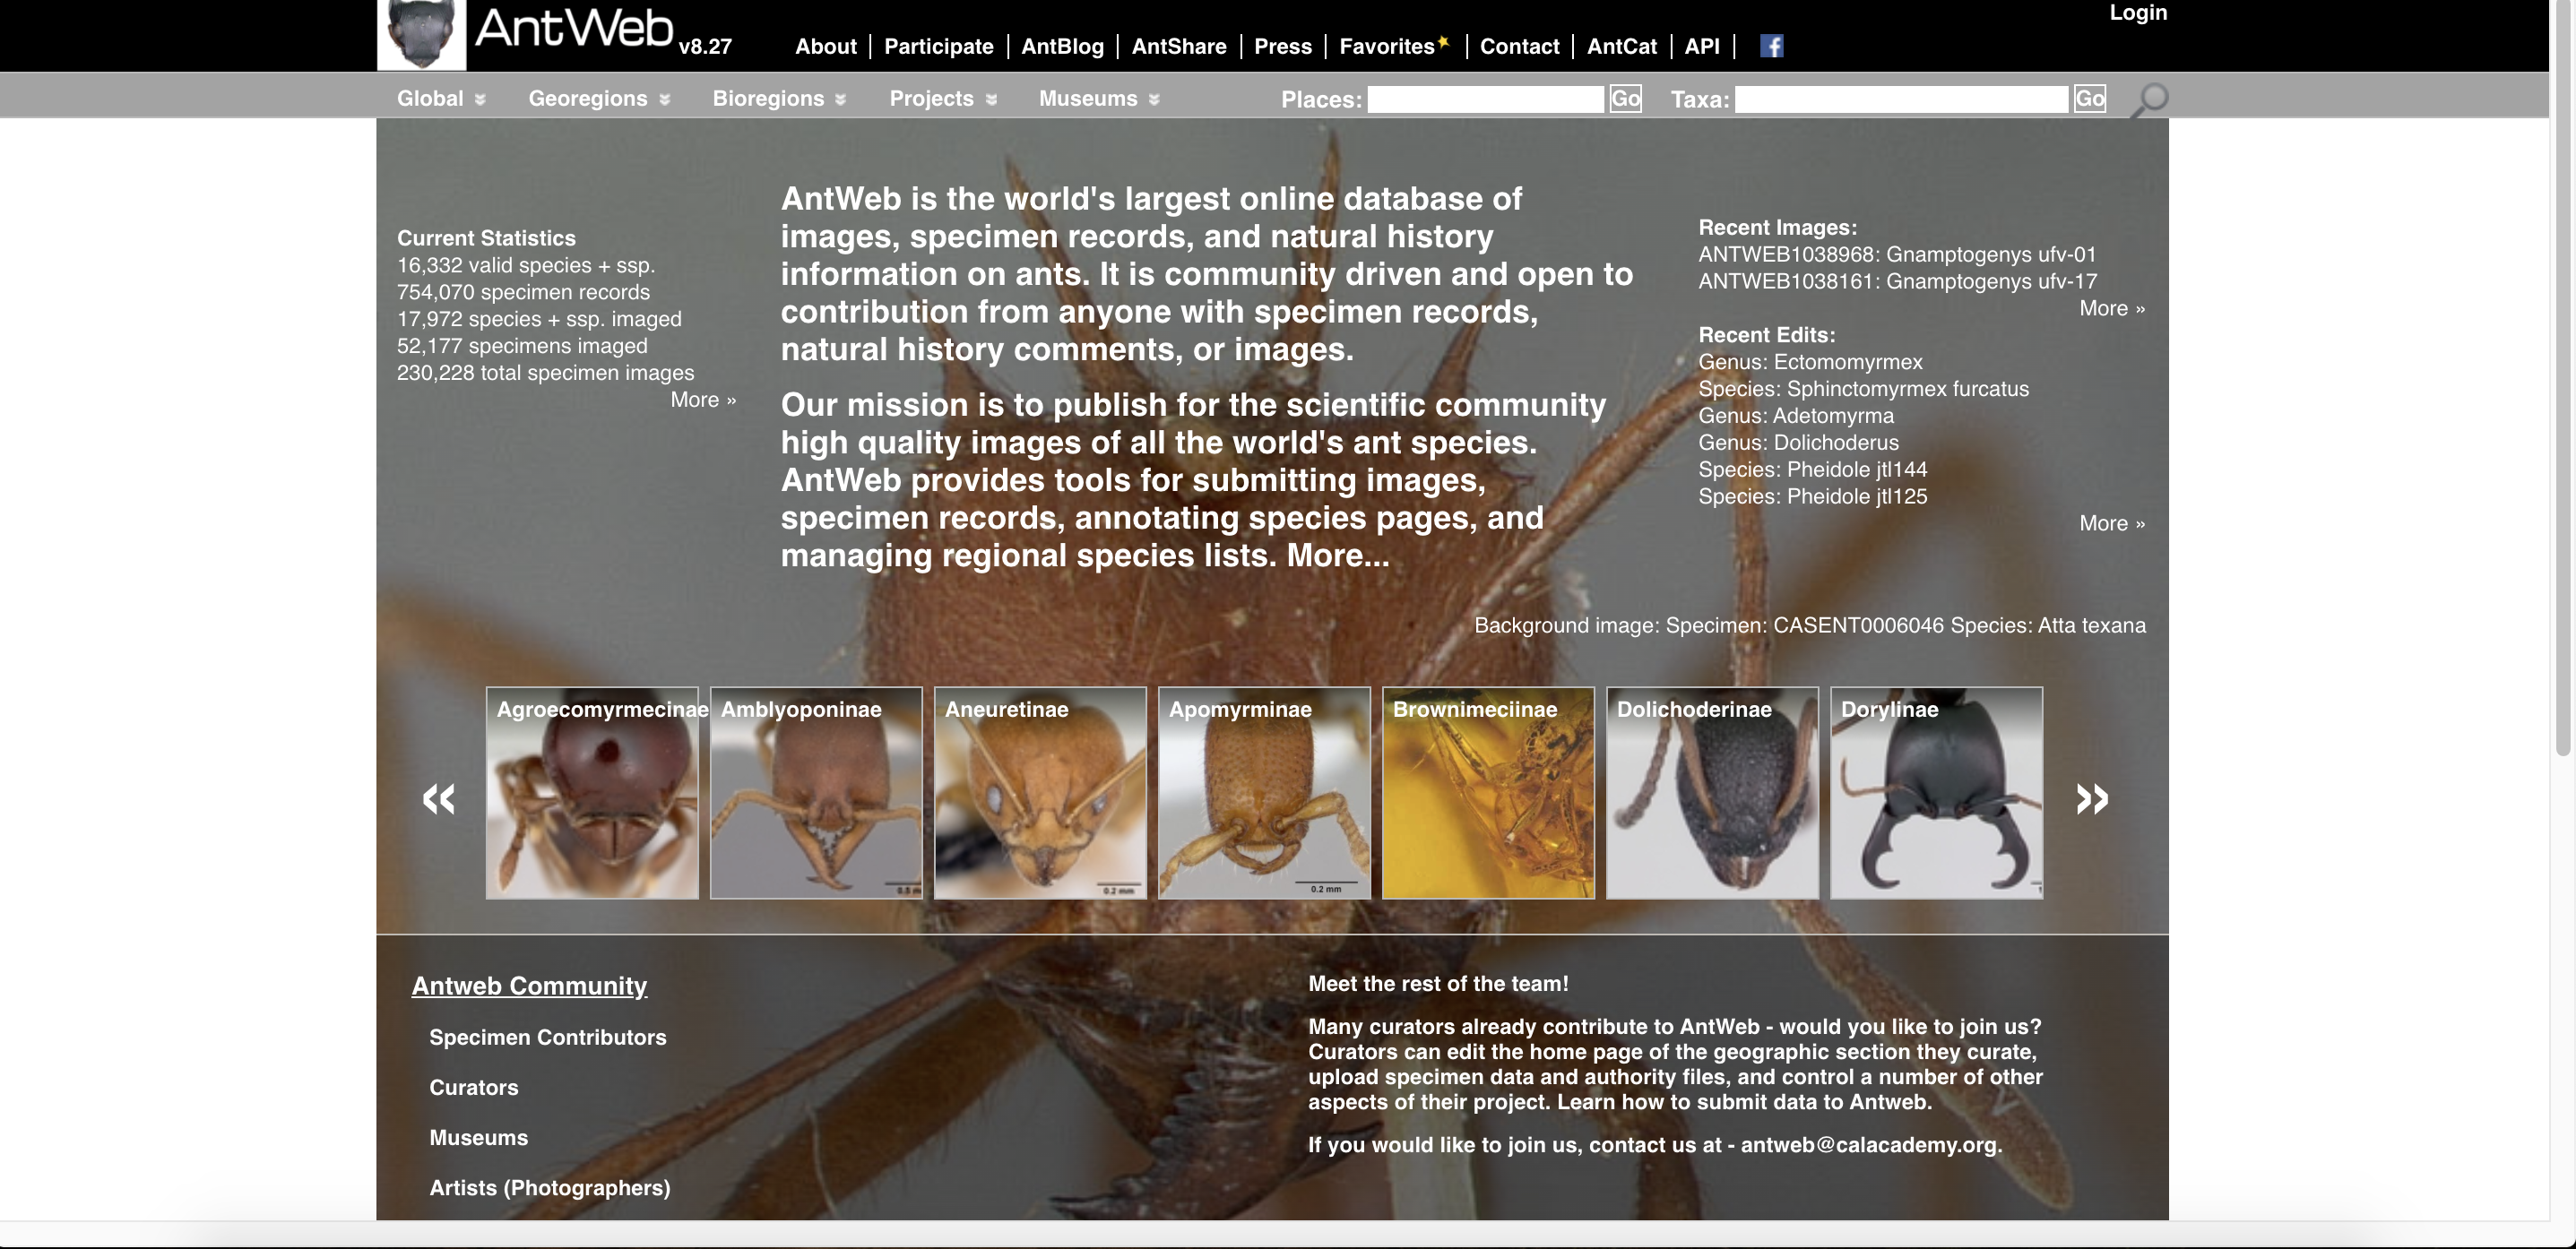 AntWeb v8.27
Login
About | Participate | AntBlog | AntShare | Press | Favorites | Contact | AntCat | API |
Global Georegions Bioregions Projects Museums Places: Go Taxa: Go
Current Statistics
16,332 valid species + ssp.
754,070 specimen records
17,972 species + ssp. imaged
52,177 specimens imaged
230,228 total specimen images
More »
AntWeb is the world's largest online database of
images, specimen records, and natural history
information on ants. It is community driven and open to
contribution from anyone with specimen records,
natural history comments, or images.
Our mission is to publish for the scientific community
high quality images of all the world's ant species.
AntWeb provides tools for submitting images,
specimen records, annotating species pages, and
managing regional species lists. More...
Recent Images:
ANTWEB1038968: Gnamptogenys ufv-01
ANTWEB1038161: Gnamptogenys ufv-17
More »
Recent Edits:
Genus: Ectomomyrmex
Species: Sphinctomyrmex furcatus
Genus: Adetomyrma
Genus: Dolichoderus
Species: Pheidole jtl144
Species: Pheidole jtl125
More »
Background image: Specimen: CASENT0006046 Species: Atta texana
« Agroecomyrmecinae Amblyoponinae Aneuretinae Apomyrminae Brownimeciinae Dolichoderinae Dorylinae »
0.2 mm 0.2 mm
Antweb Community
Specimen Contributors
Curators
Museums
Artists (Photographers)
Meet the rest of the team!
Many curators already contribute to AntWeb - would you like to join us?
Curators can edit the home page of the geographic section they curate,
upload specimen data and authority files, and control a number of other
aspects of their project. Learn how to submit data to Antweb.
If you would like to join us, contact us at - antweb@calacademy.org.